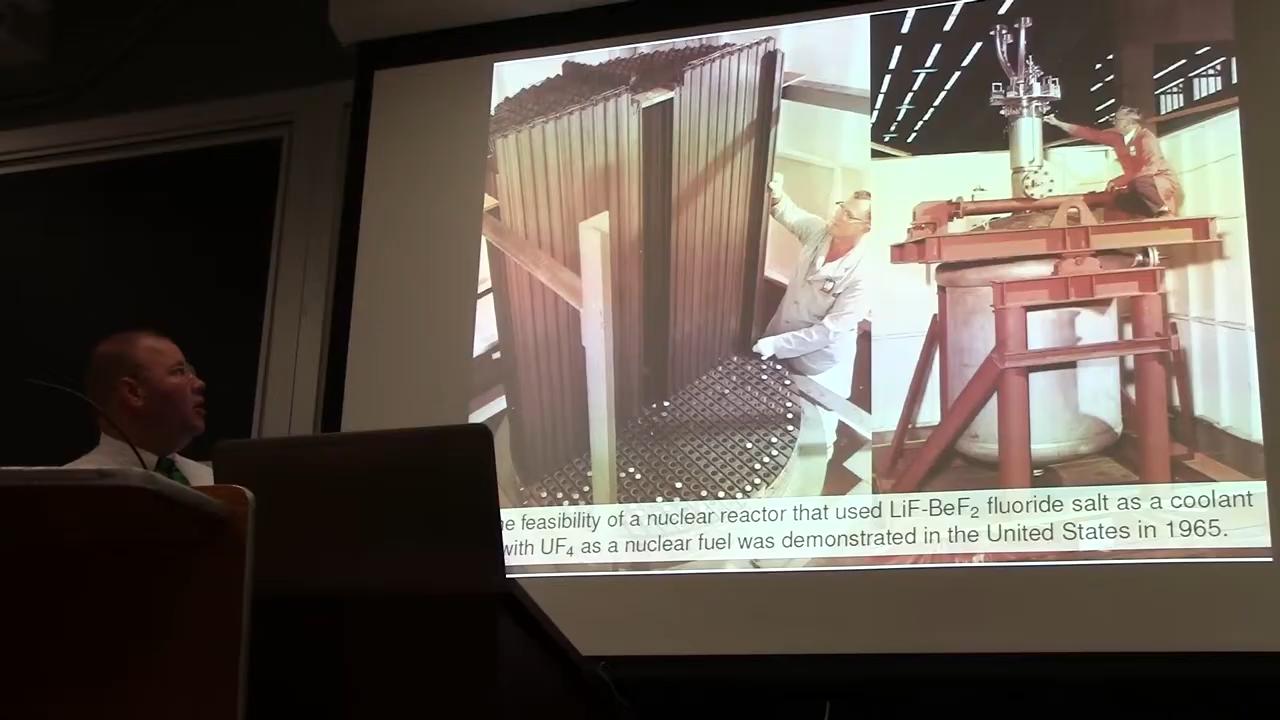 e feasibility of a nuclear reactor that used LiF-BeF₂ fluoride salt as a coolant
with UF₄ as a nuclear fuel was demonstrated in the United States in 1965.